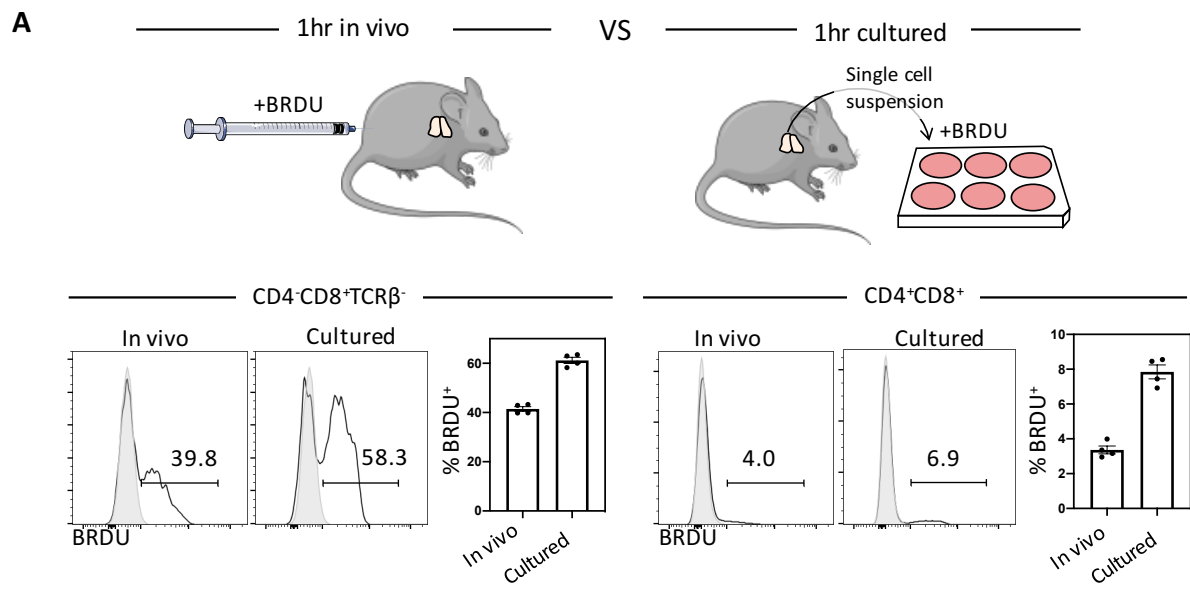 A
1hr in vivo
VS
1hr cultured
+BRDU
Single cell
suspension
+BRDU
CD4⁻CD8⁺TCRβ⁻
CD4⁺CD8⁺
In vivo
Cultured
39.8
58.3
BRDU
% BRDU⁺
60
40
20
0
In vivo
Cultured
In vivo
Cultured
4.0
6.9
BRDU
% BRDU⁺
10
8
6
4
2
0
In vivo
Cultured